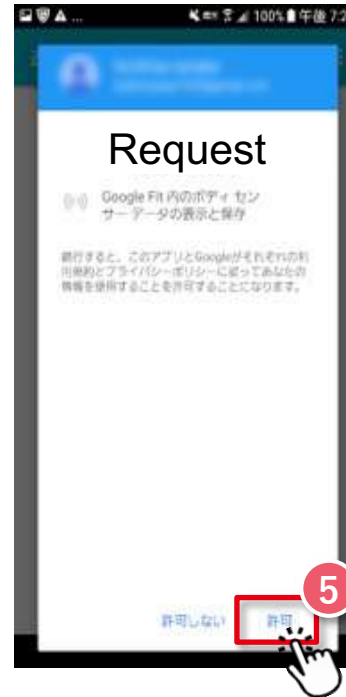 A ...
100% 午後 7:2
Request
Google Fit 内のボディ セン
サー データの表示と保存
続行すると、このアプリとGoogleがそれぞれの利
用規約とプライバシーポリシーに従ってあなたの
情報を使用することを許可することになります。
5
許可しない
許可